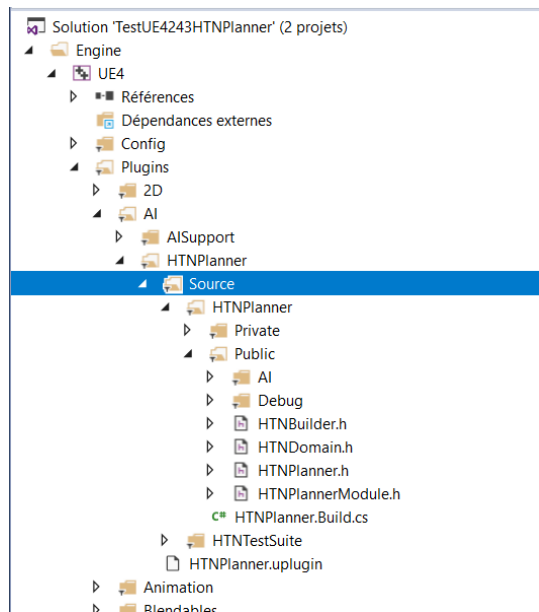 Solution 'TestUE4243HTNPlanner' (2 projets)
Engine
UE4
Références
Dépendances externes
Config
Plugins
2D
AI
AISupport
HTNPlanner
Source
HTNPlanner
Private
Public
AI
Debug
HTNBuilder.h
HTNDomain.h
HTNPlanner.h
HTNPlannerModule.h
C# HTNPlanner.Build.cs
HTNTestSuite
HTNPlanner.uplugin
Animation
Blendables